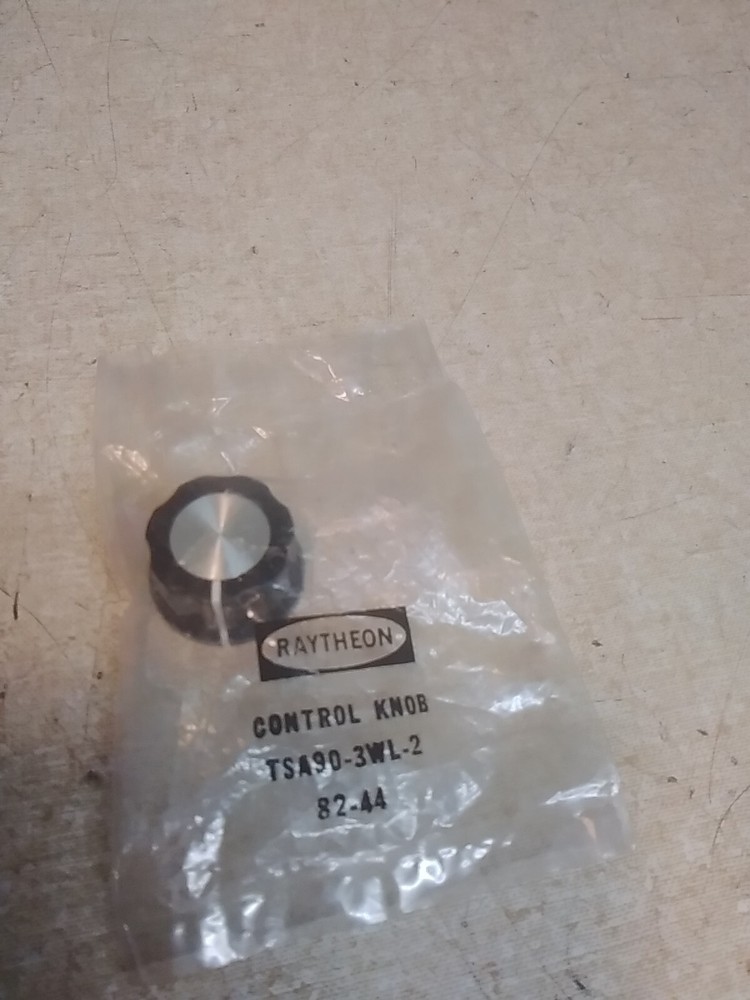 RAYTHEON
CONTROL KNOB
TSA90-3WL-2
82-44